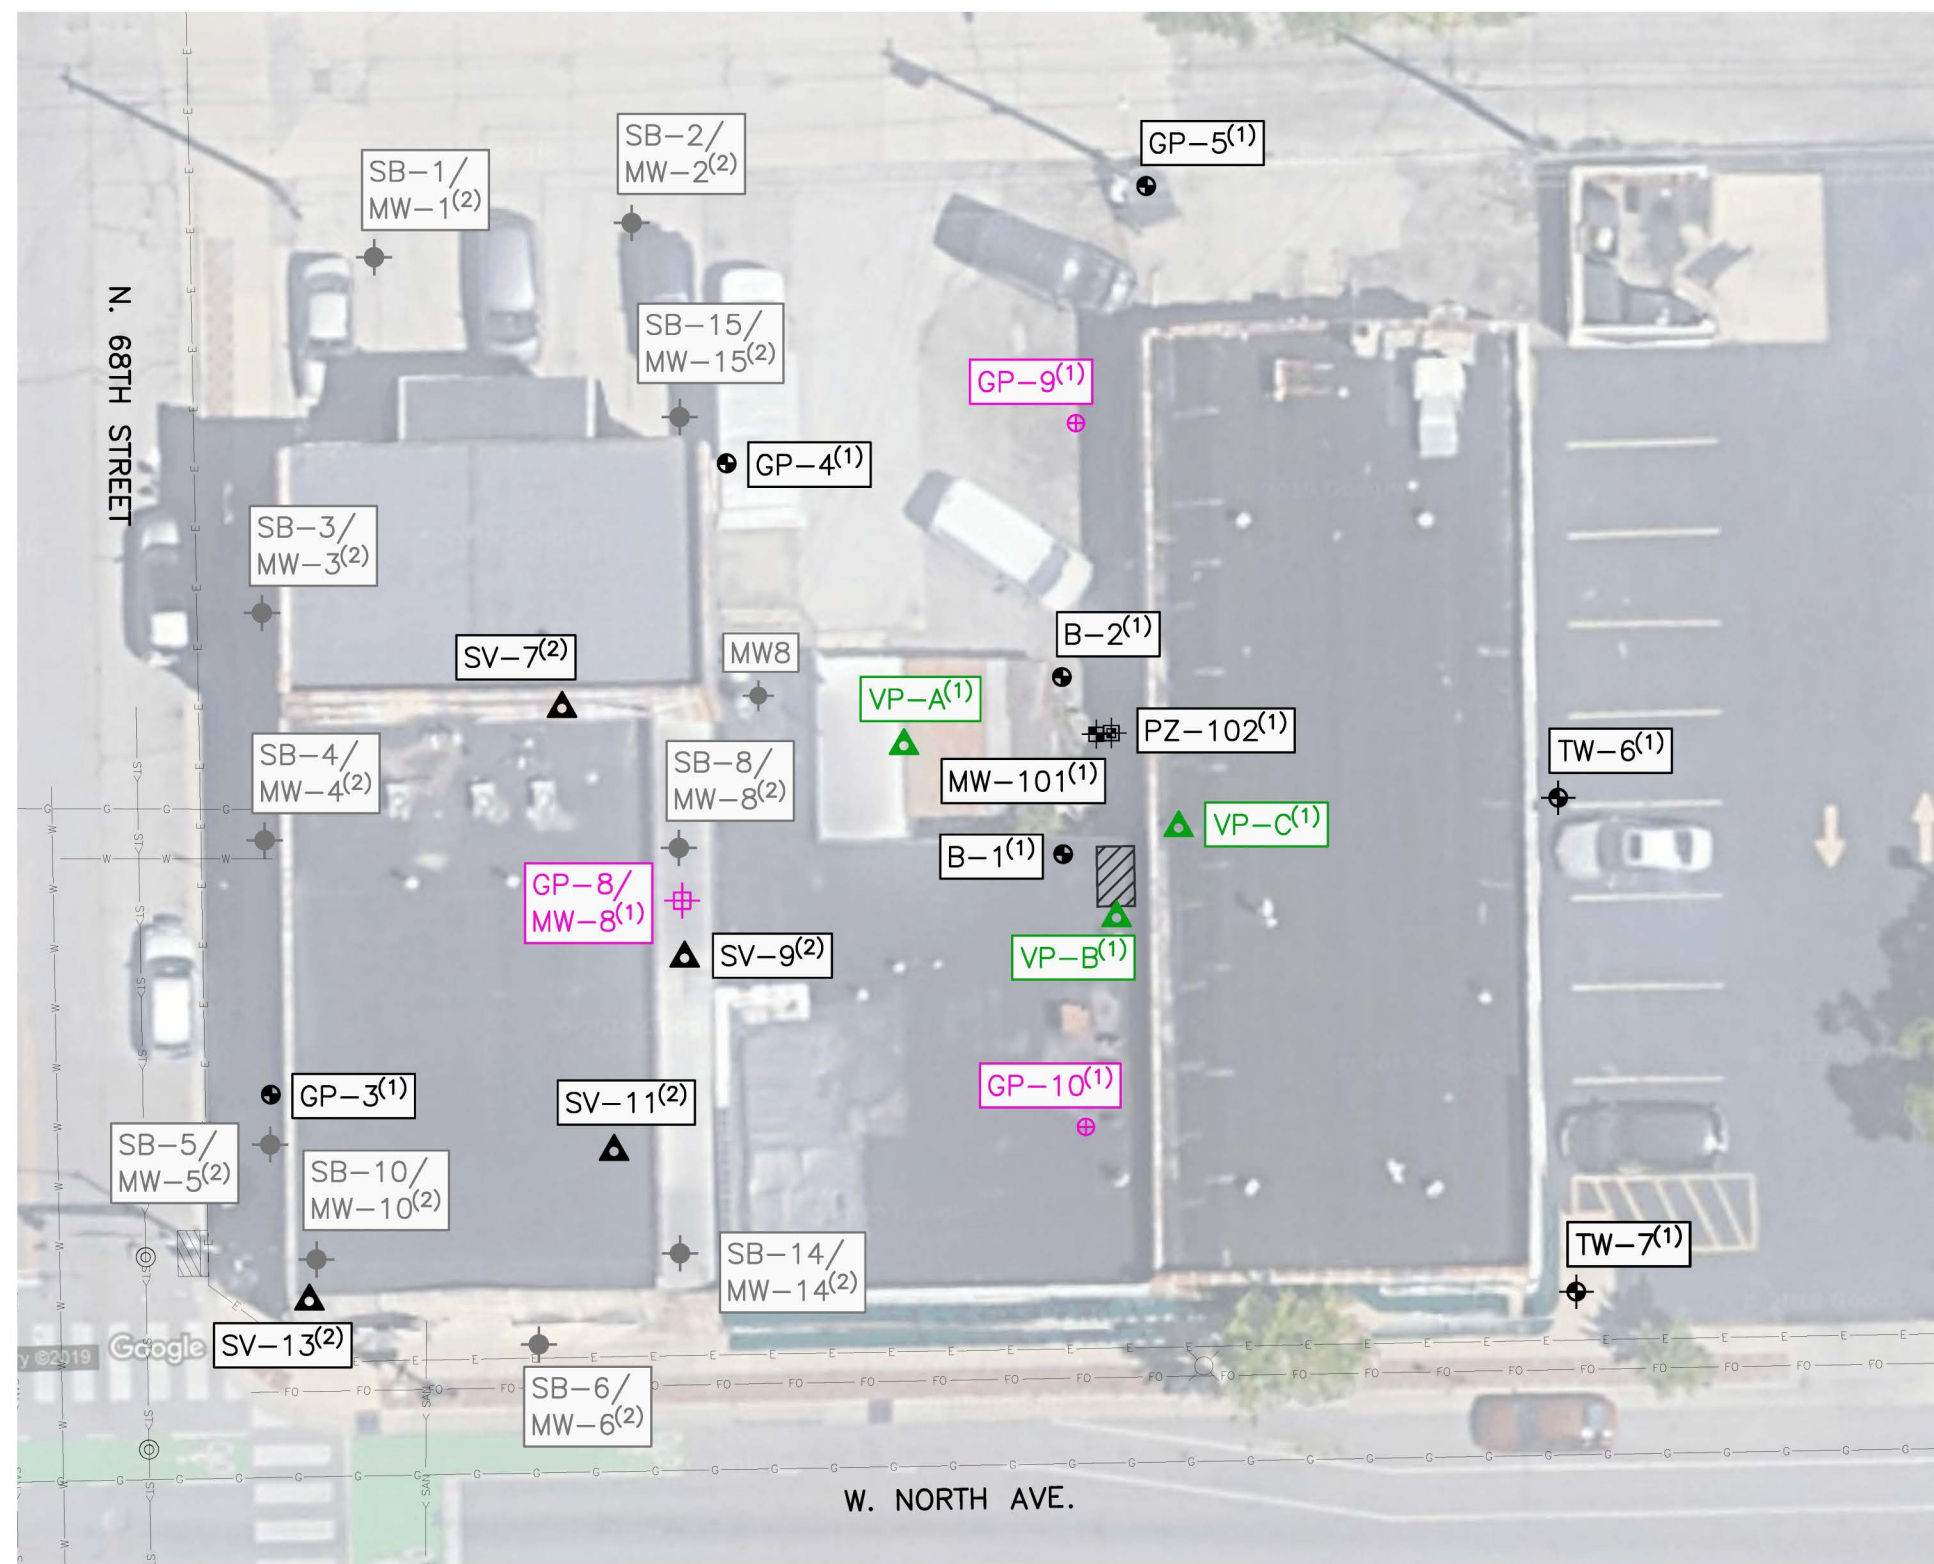 GP-5(1)
SB-2/
MW-2(2)
SB-1/
MW-1(2)
N. 68TH STREET
SB-15/
MW-15(2)
GP-9(1)
GP-4(1)
SB-3/
MW-3(2)
B-2(1)
SV-7(2)
MW8
VP-A(1)
PZ-102(1)
TW-6(1)
SB-4/
MW-4(2)
SB-8/
MW-8(2)
MW-101(1)
VP-C(1)
B-1(1)
GP-8/
MW-8(1)
SV-9(2)
VP-B(1)
GP-10(1)
GP-3(1)
SV-11(2)
SB-5/
MW-5(2)
SB-10/
MW-10(2)
TW-7(1)
SB-14/
MW-14(2)
SV-13(2)
Google
©2019
SB-6/
MW-6(2)
W. NORTH AVE.